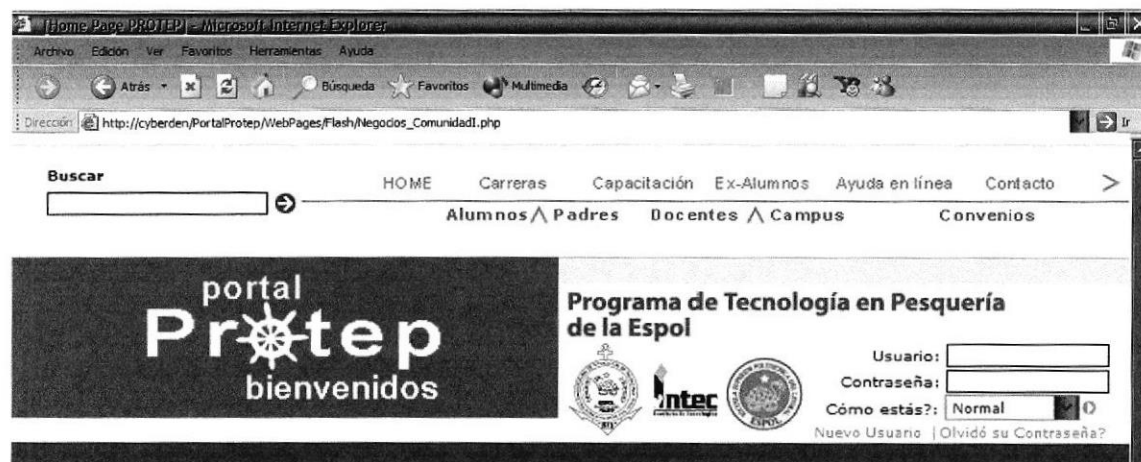 [Home Page PROTEP] - Microsoft Internet Explorer
Archivo Edición Ver Favoritos Herramientas Ayuda
Atrás Búsqueda Favoritos Multimedia
Dirección http://cyberden/PortalProtep/WebPages/Flash/Negocios_ComunidadI.php Ir
Buscar
HOME Carreras Capacitación Ex-Alumnos Ayuda en línea Contacto >
Alumnos Padres Docentes Campus Convenios
portal
Protep
bienvenidos
Programa de Tecnología en Pesquería
de la Espol
intec
ESPOL
Usuario:
Contraseña:
Cómo estás?: Normal
Nuevo Usuario | Olvidó su Contraseña?